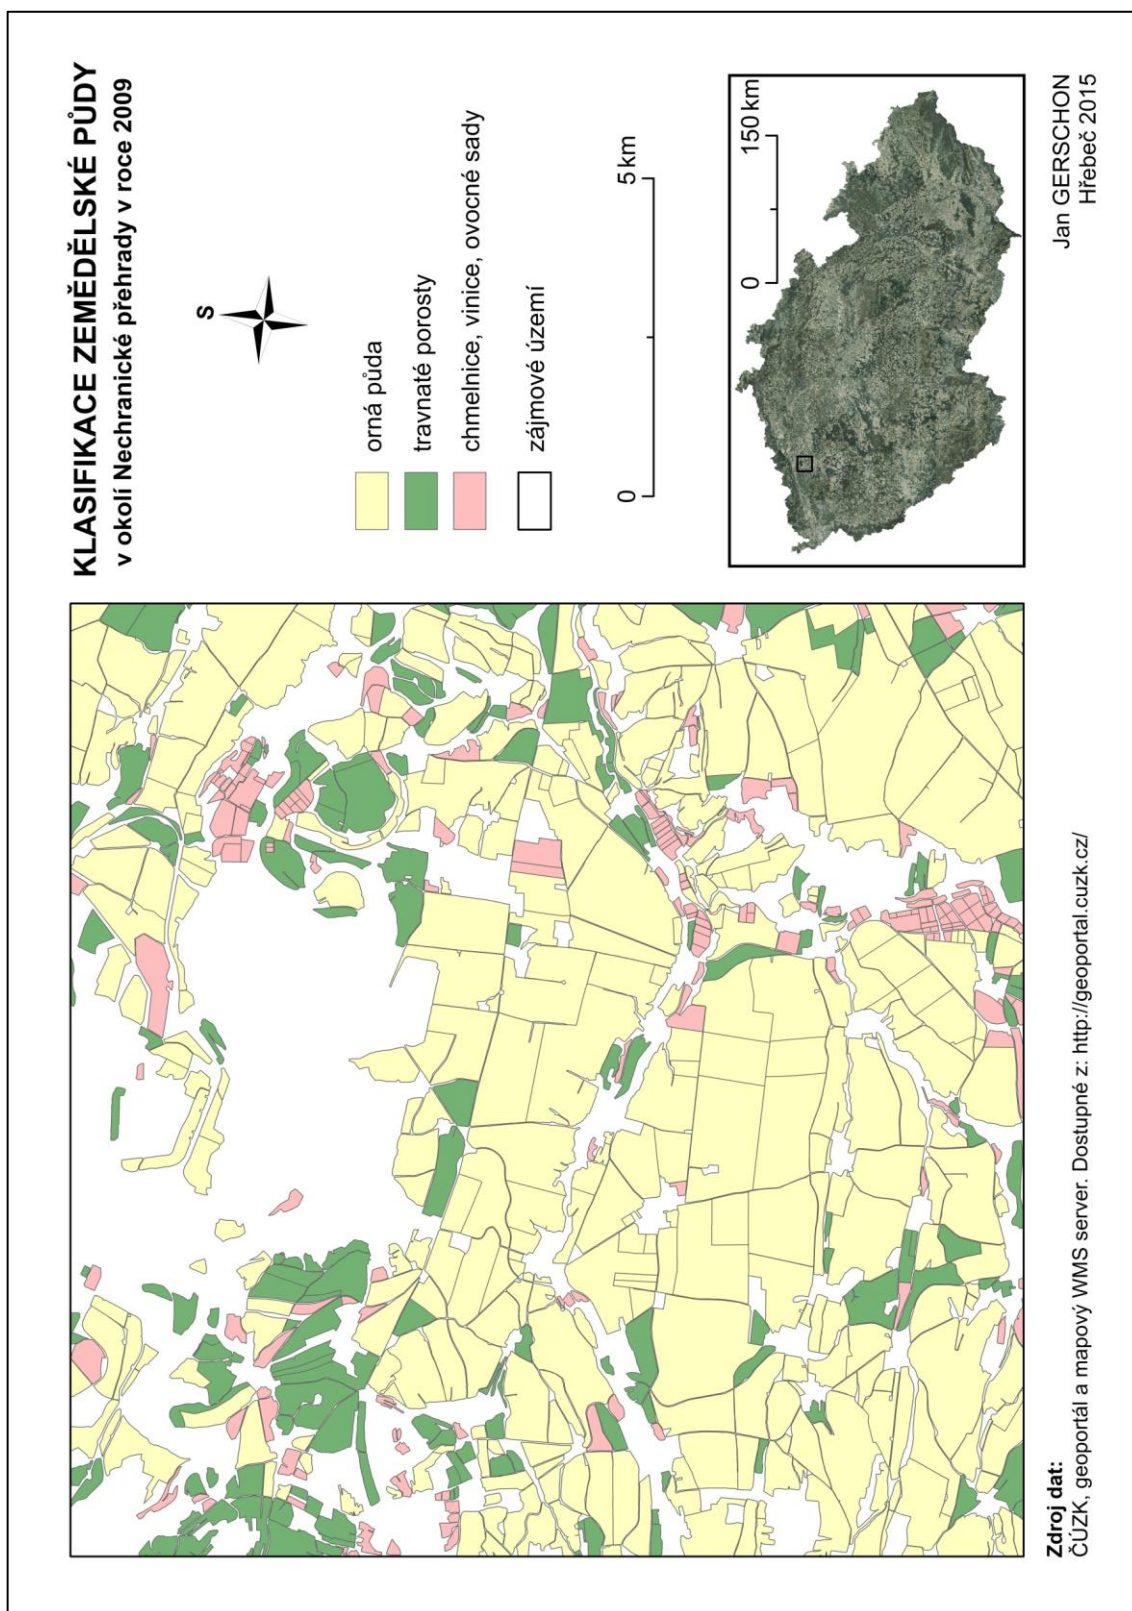 KLASIFIKACE ZEMĚDĚLSKÉ PŮDY
v okolí Nechranické přehrady v roce 2009
S
orná půda
travnaté porosty
chmelnice, vinice, ovocné sady
zájmové území
0 5 km
0 150 km
Jan GERSCHON
Hřebeč 2015
Zdroj dat:
ČÚZK, geoportál a mapový WMS server. Dostupné z: http://geoportal.cuzk.cz/